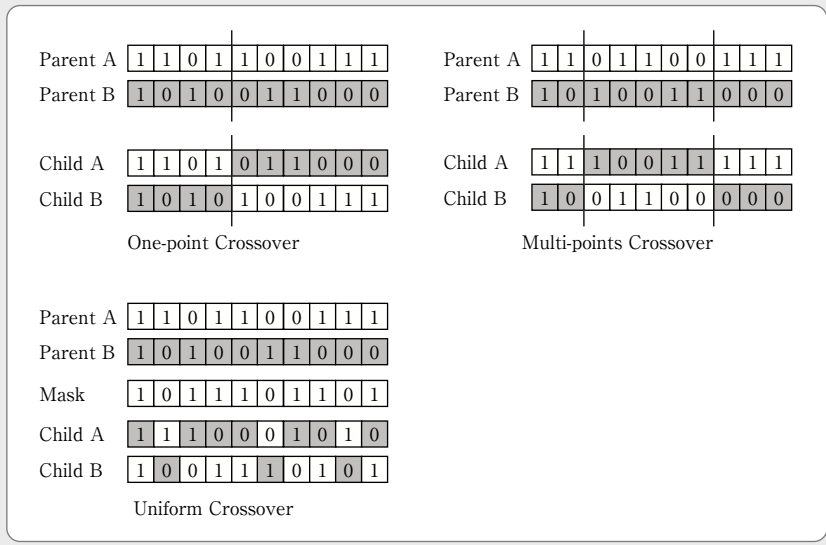 Parent A 1 1 0 1 1 0 0 1 1 1
Parent B 1 0 1 0 0 1 1 0 0 0
Child A 1 1 0 1 0 1 1 0 0 0
Child B 1 0 1 0 1 0 0 1 1 1
One-point Crossover
Parent A 1 1 0 1 1 0 0 1 1 1
Parent B 1 0 1 0 0 1 1 0 0 0
Child A 1 1 1 0 0 1 1 1 1 1
Child B 1 0 0 1 1 0 0 0 0 0
Multi-points Crossover
Parent A 1 1 0 1 1 0 0 1 1 1
Parent B 1 0 1 0 0 1 1 0 0 0
Mask 1 0 1 1 1 0 1 1 0 1
Child A 1 1 1 0 0 0 1 0 1 0
Child B 1 0 0 1 1 1 0 1 0 1
Uniform Crossover